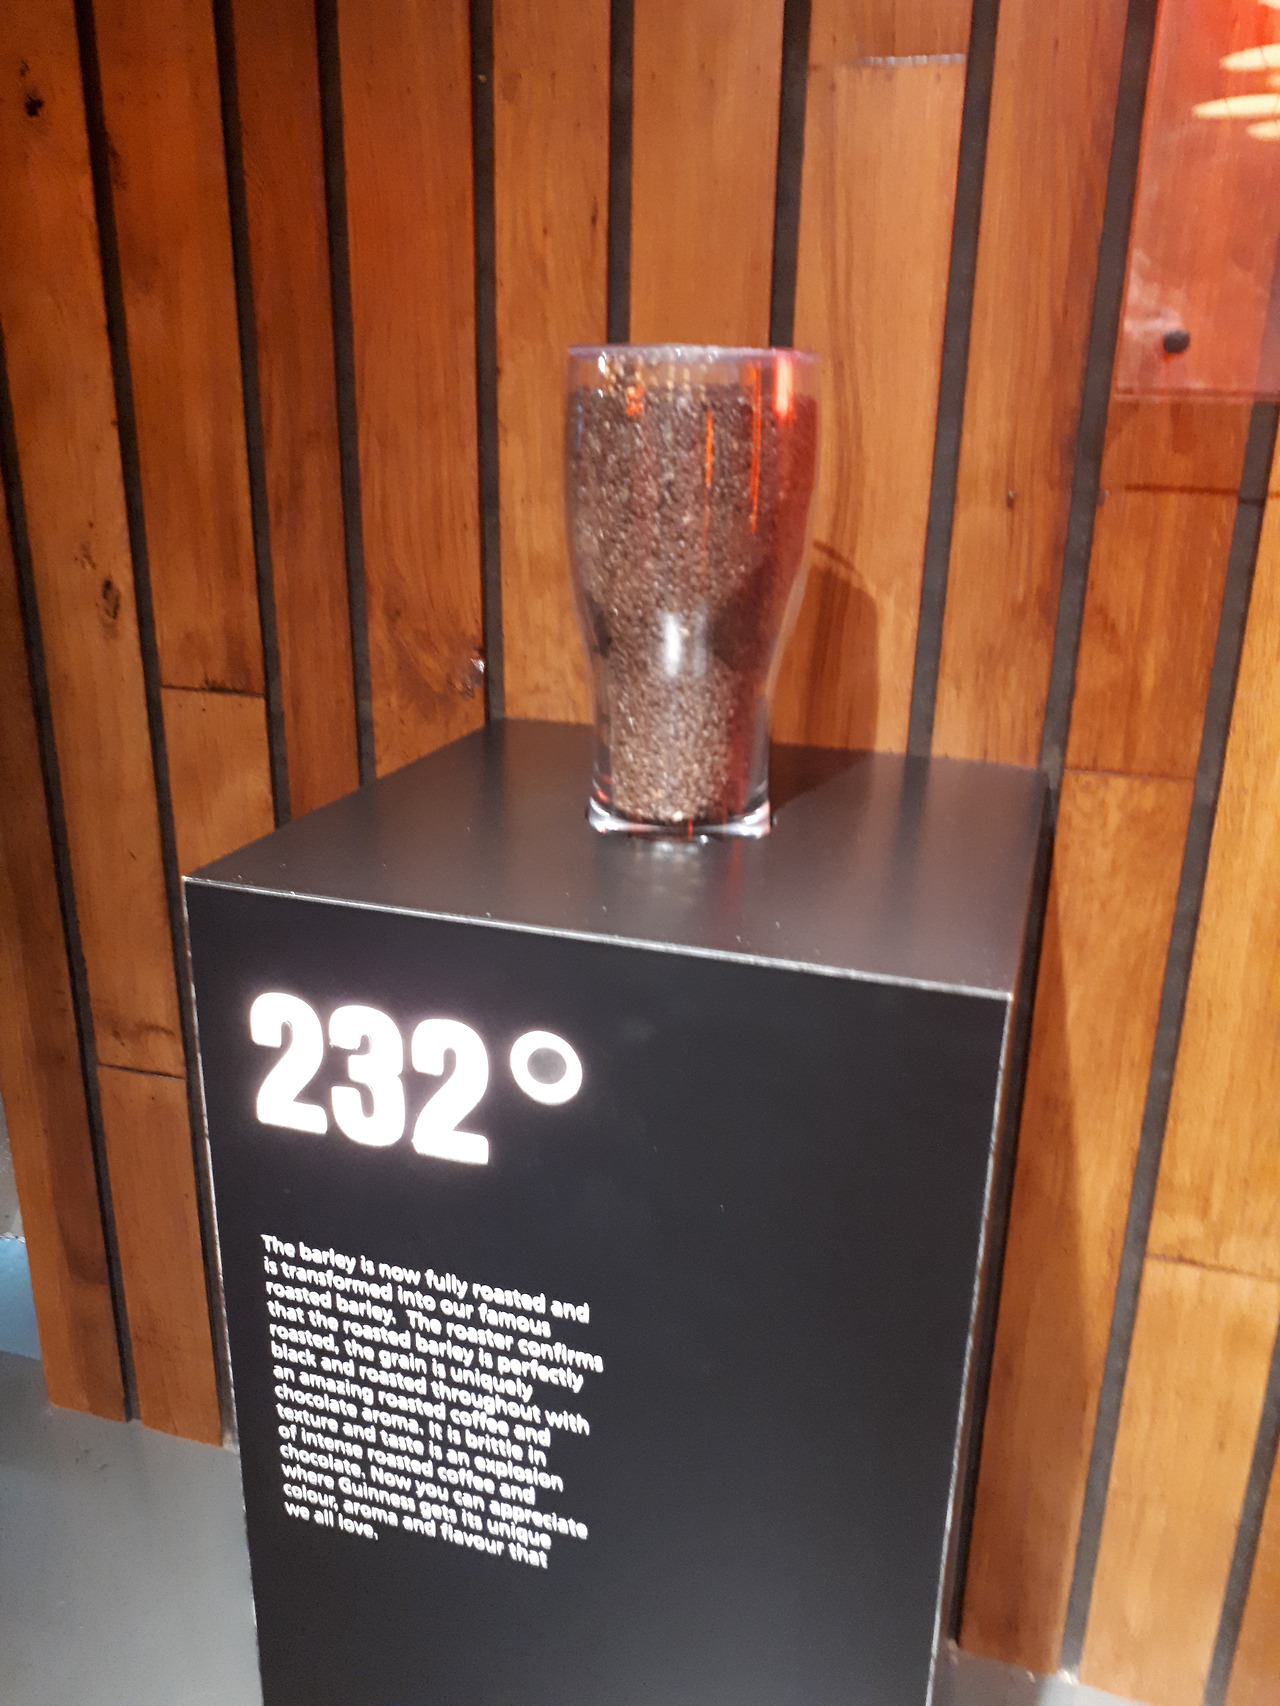 232°
The barley is now fully roasted and
is transformed into our famous
roasted barley. The roaster confirms
that the roasted barley is perfectly
roasted, the grain is uniquely
black and roasted throughout with
an amazing roasted coffee and
chocolate aroma. It is brittle in
texture and taste is an explosion
of intense roasted coffee and
chocolate. Now you can appreciate
where Guinness gets its unique
colour, aroma and flavour that
we all love.